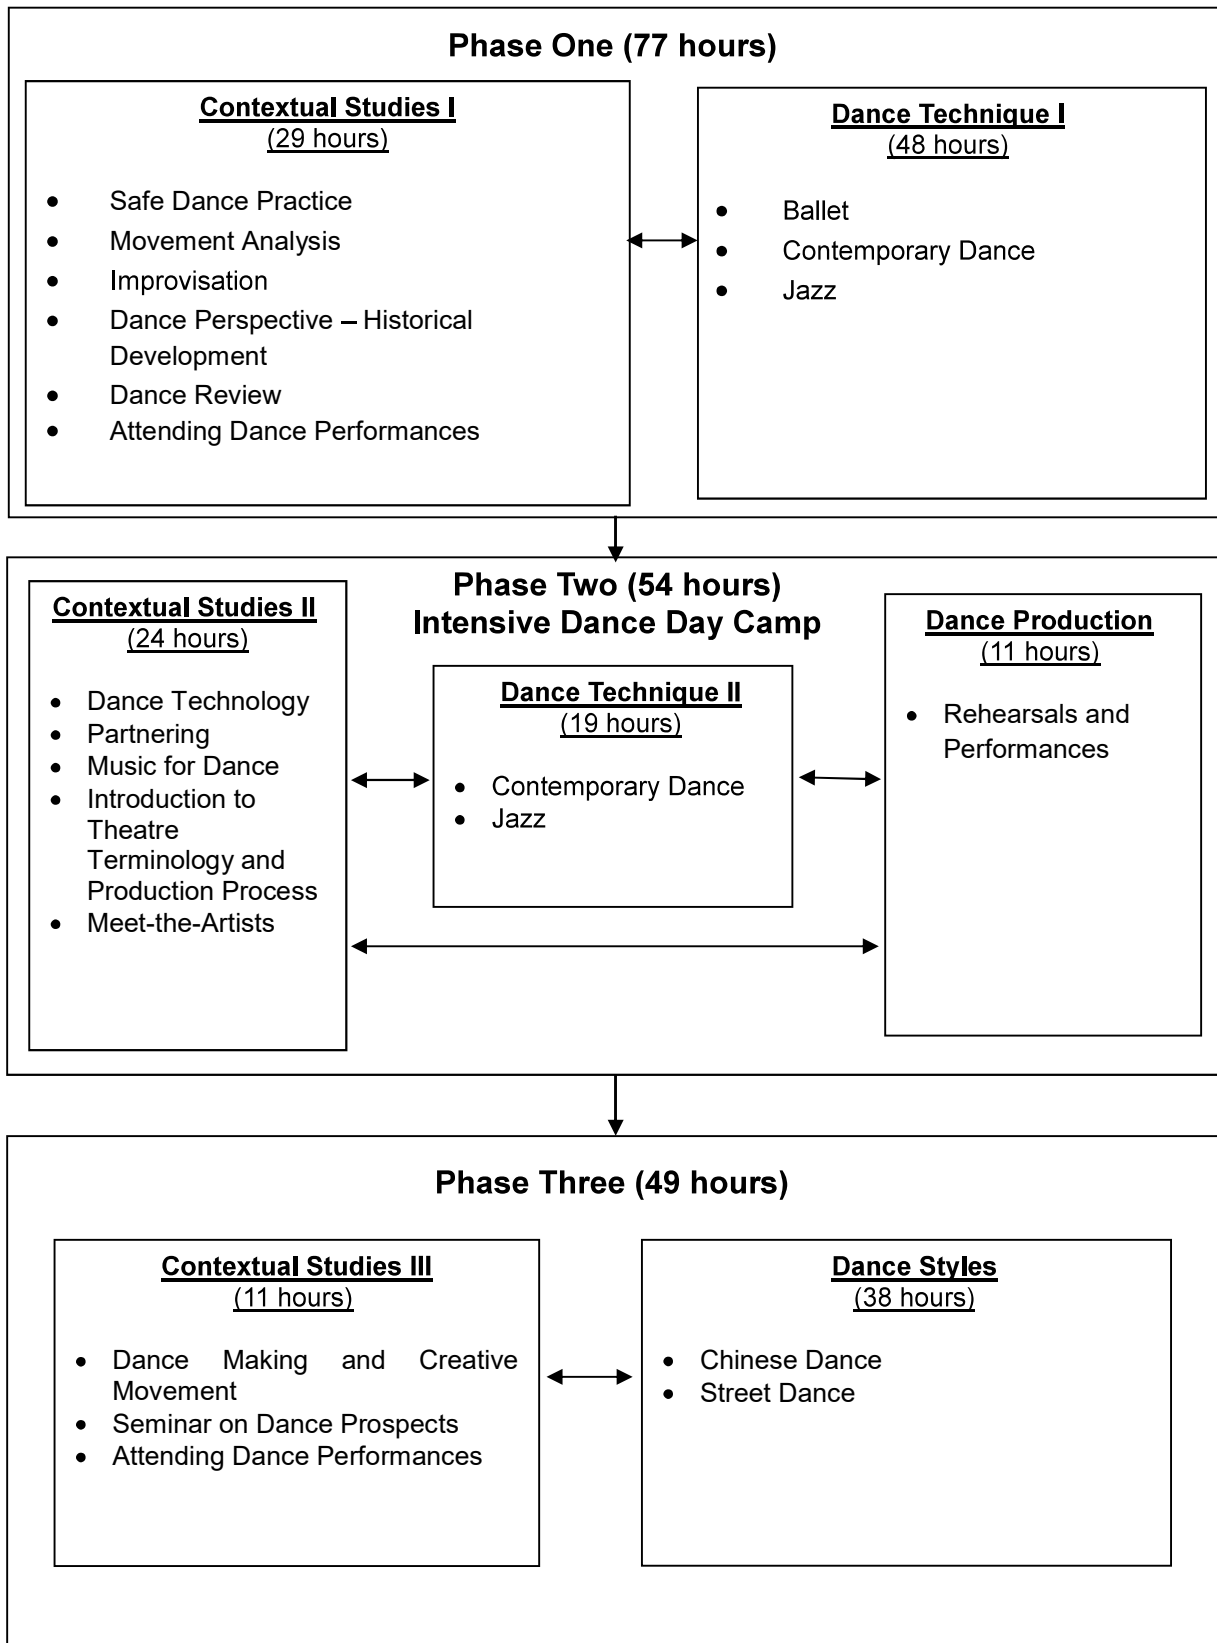 Phase One (77 hours)
Contextual Studies I
(29 hours)
• Safe Dance Practice
• Movement Analysis
• Improvisation
• Dance Perspective – Historical
Development
• Dance Review
• Attending Dance Performances
Dance Technique I
(48 hours)
• Ballet
• Contemporary Dance
• Jazz
Phase Two (54 hours)
Intensive Dance Day Camp
Contextual Studies II
(24 hours)
• Dance Technology
• Partnering
• Music for Dance
• Introduction to
Theatre
Terminology and
Production Process
• Meet-the-Artists
Dance Technique II
(19 hours)
• Contemporary Dance
• Jazz
Dance Production
(11 hours)
• Rehearsals and
Performances
Phase Three (49 hours)
Contextual Studies III
(11 hours)
• Dance Making and Creative
Movement
• Seminar on Dance Prospects
• Attending Dance Performances
Dance Styles
(38 hours)
• Chinese Dance
• Street Dance